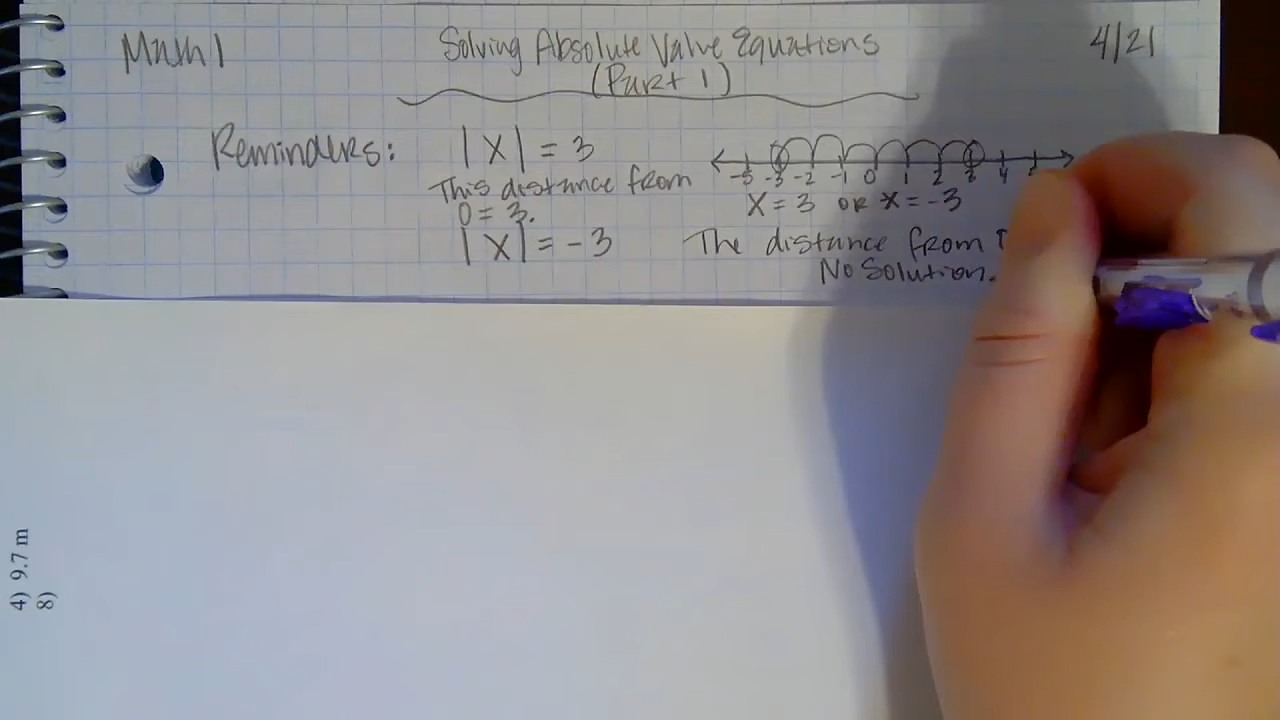 Math 1
Solving Absolute Value Equations
(Part 1)
4/21
Reminders:
|X| = 3
This distance from
0 = 3.
-3 -2 -1 0 1 2 3 4
X = 3 OR X = -3
|X| = -3
The distance from
No Solution.
4) 9.7 m
8)